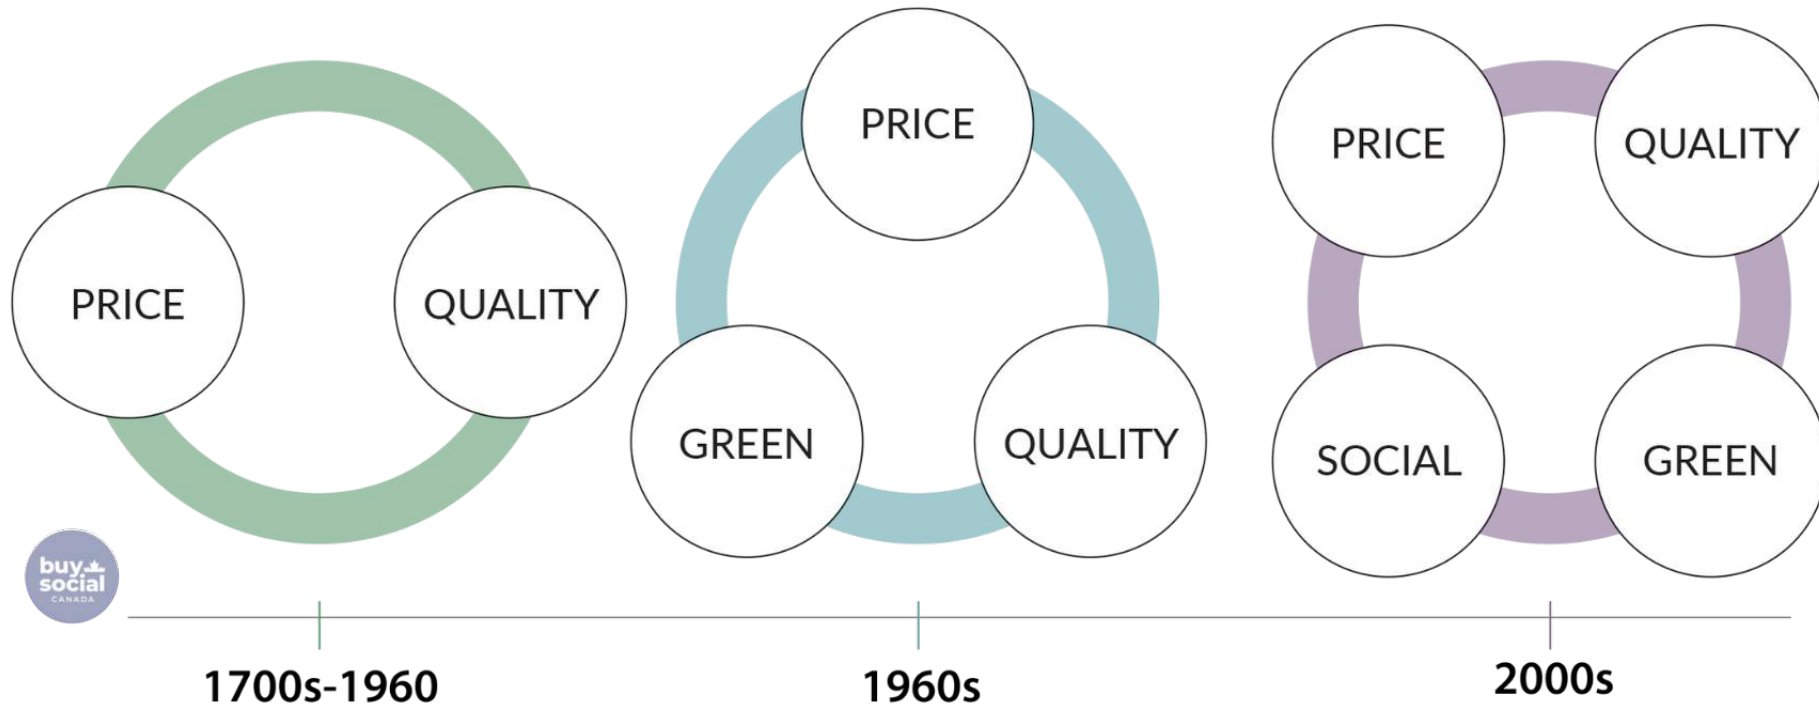 PRICE
QUALITY
PRICE
GREEN
QUALITY
PRICE
QUALITY
SOCIAL
GREEN
buy
social
CANADA
1700s-1960
1960s
2000s